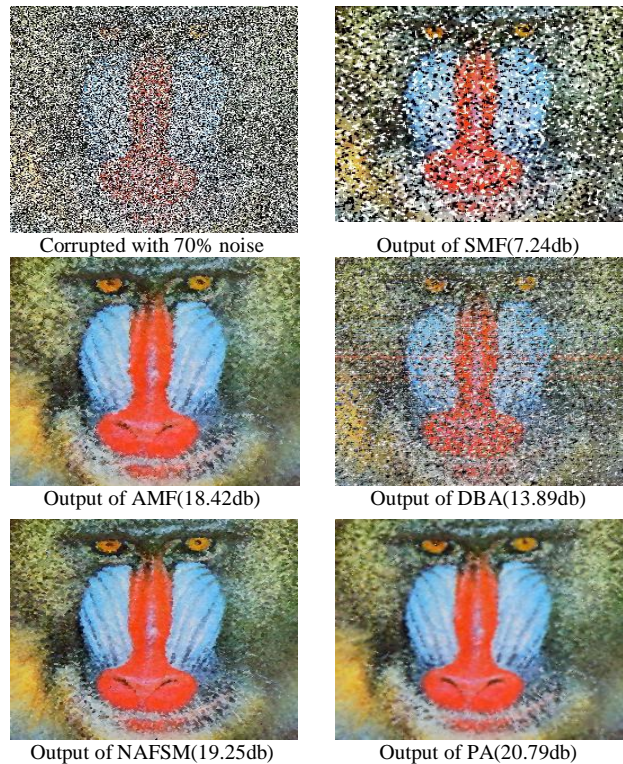 Corrupted with 70% noise
Output of SMF(7.24db)
Output of AMF(18.42db)
Output of DBA(13.89db)
Output of NAFSM(19.25db)
Output of PA(20.79db)